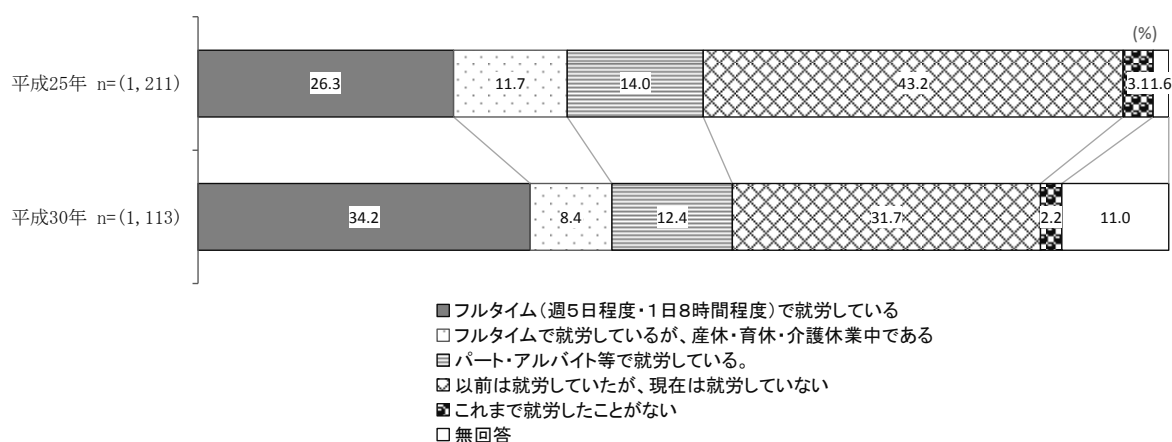 (%)
平成25年 n=(1,211)
26.3 11.7 14.0 43.2 3.1 1.6
平成30年 n=(1,113)
34.2 8.4 12.4 31.7 2.2 11.0
フルタイム(週5日程度・1日8時間程度)で就労している
フルタイムで就労しているが、産休・育休・介護休業中である
パート・アルバイト等で就労している。
以前は就労していたが、現在は就労していない
これまで就労したことがない
無回答